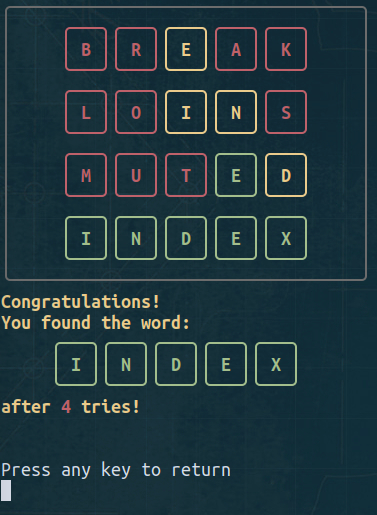 B R E A K
L O I N S
M U T E D
I N D E X
Congratulations!
You found the word:
I N D E X
after 4 tries!
Press any key to return